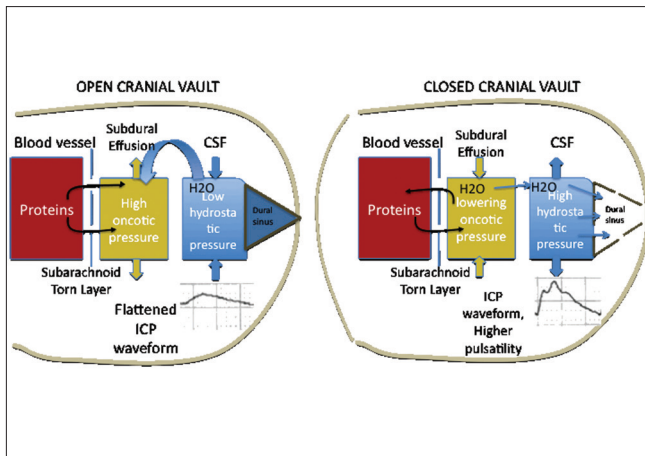 OPEN CRANIAL VAULT
Blood vessel
Subdural
Effusion
CSF
Proteins
High
oncotic
pressure
H2O
Low
hydrosta
tic
pressure
Dural
sinus
Subarachnoid
Torn Layer
Flattened
ICP
waveform
CLOSED CRANIAL VAULT
Blood vessel
Subdural
Effusion
CSF
Proteins
H2O
lowering
oncotic
pressure
H2O
High
hydrosta
tic
pressure
Dural
sinus
Subarachnoid
Torn Layer
ICP
waveform,
Higher
pulsatility